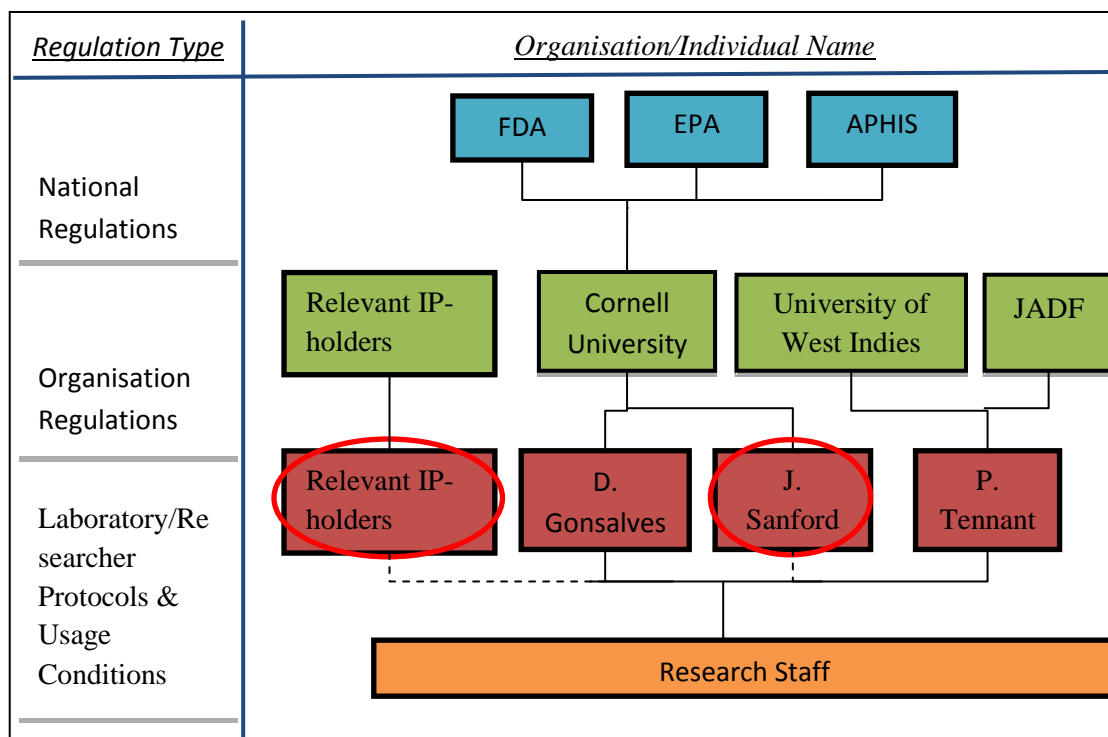 Regulation Type
Organisation/Individual Name
FDA
EPA
APHIS
National
Regulations
Relevant IP-
holders
Cornell
University
University of
West Indies
JADF
Organisation
Regulations
Relevant IP-
holders
D.
Gonsalves
J.
Sanford
P.
Tennant
Laboratory/Re
searcher
Protocols &
Usage
Conditions
Research Staff